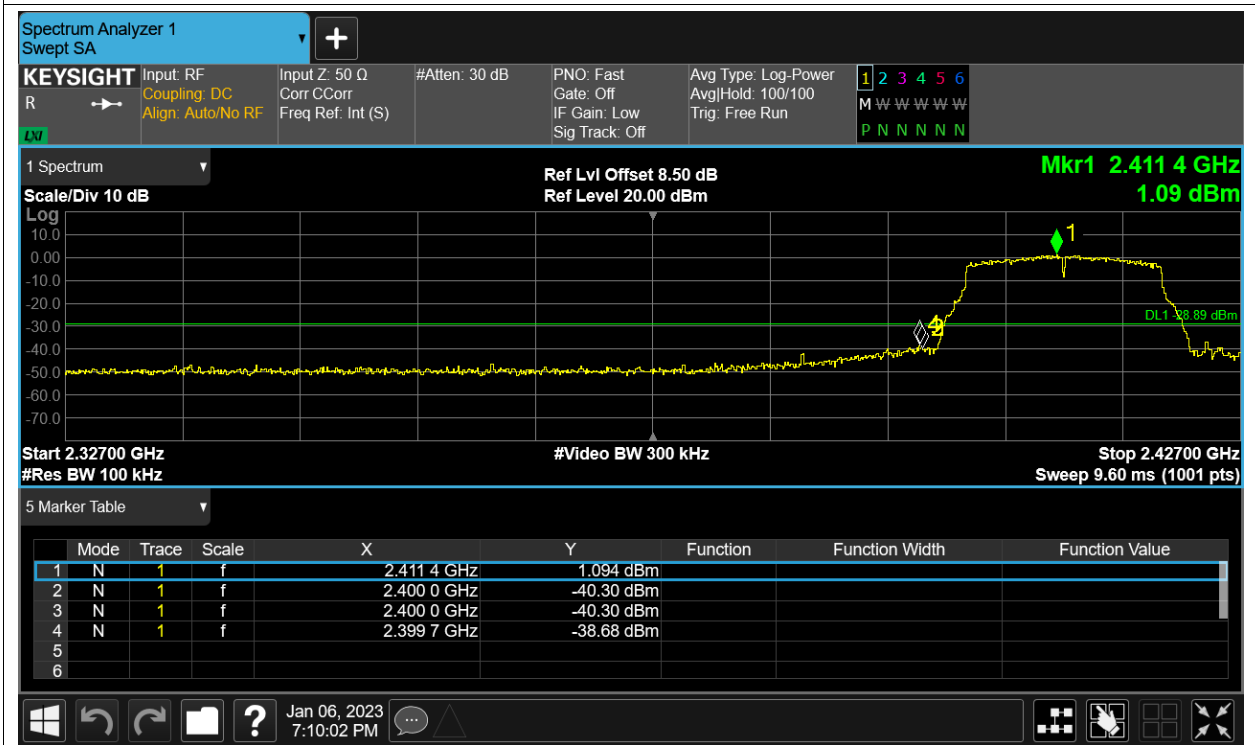 Spectrum Analyzer 1
Swept SA
KEYSIGHT Input: RF Input Z: 50 Ω #Atten: 30 dB PNO: Fast Avg Type: Log-Power 1 2 3 4 5 6
R Coupling: DC Corr CCorr Gate: Off Avg|Hold: 100/100 M W W W W W
Align: Auto/No RF Freq Ref: Int (S) IF Gain: Low Trig: Free Run
LXI Sig Track: Off P N N N N N
1 Spectrum Ref Lvl Offset 8.50 dB Mkr1 2.411 4 GHz
Scale/Div 10 dB Ref Level 20.00 dBm 1.09 dBm
Log
10.0
1
0.00
-10.0
-20.0
DL1 -28.89 dBm
-30.0
-40.0
-50.0
-60.0
-70.0
Start 2.32700 GHz #Video BW 300 kHz Stop 2.42700 GHz
#Res BW 100 kHz Sweep 9.60 ms (1001 pts)
5 Marker Table
Mode Trace Scale X Y Function Function Width Function Value
1 N 1 f 2.411 4 GHz 1.094 dBm
2 N 1 f 2.400 0 GHz -40.30 dBm
3 N 1 f 2.400 0 GHz -40.30 dBm
4 N 1 f 2.399 7 GHz -38.68 dBm
5
6
? Jan 06, 2023
7:10:02 PM